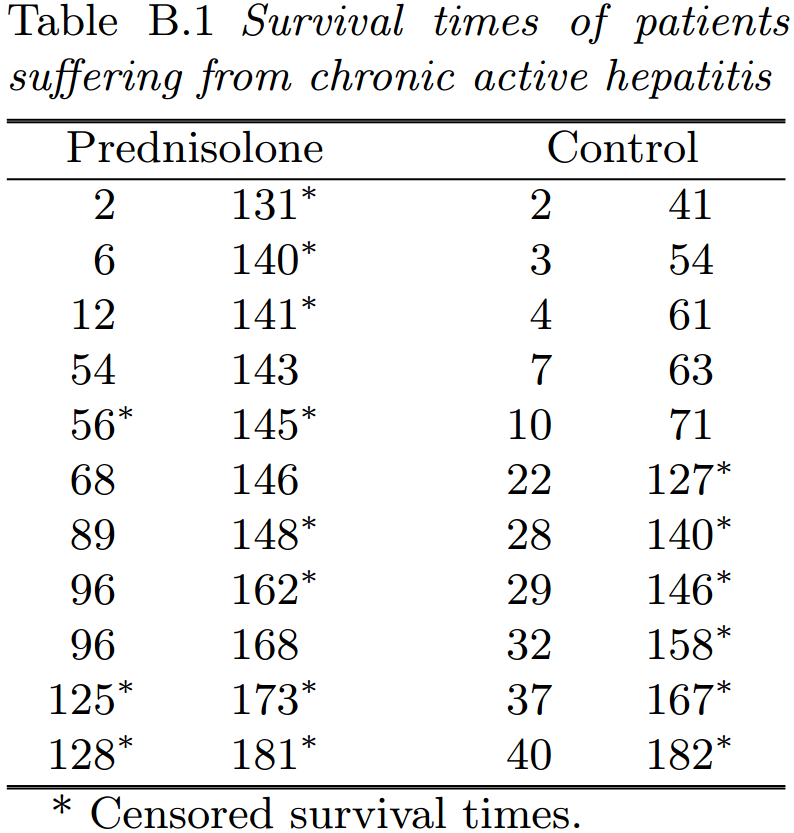 Table B.1 Survival times of patients
suffering from chronic active hepatitis
Prednisolone Control
2 131* 2 41
6 140* 3 54
12 141* 4 61
54 143 7 63
56* 145* 10 71
68 146 22 127*
89 148* 28 140*
96 162* 29 146*
96 168 32 158*
125* 173* 37 167*
128* 181* 40 182*
* Censored survival times.